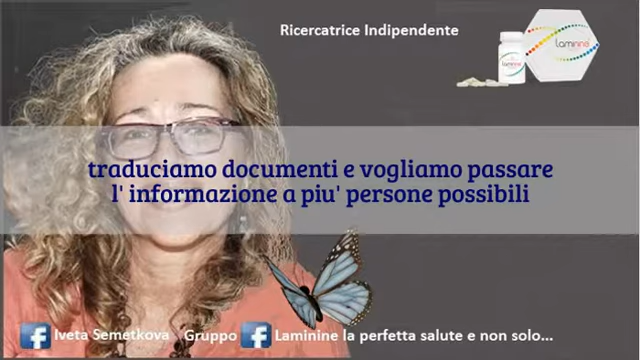 Ricercatrice Indipendente
Laminine
traduciamo documenti e vogliamo passare
l' informazione a piu' persone possibili
Iveta Semetkova Gruppo Laminine la perfetta salute e non solo...